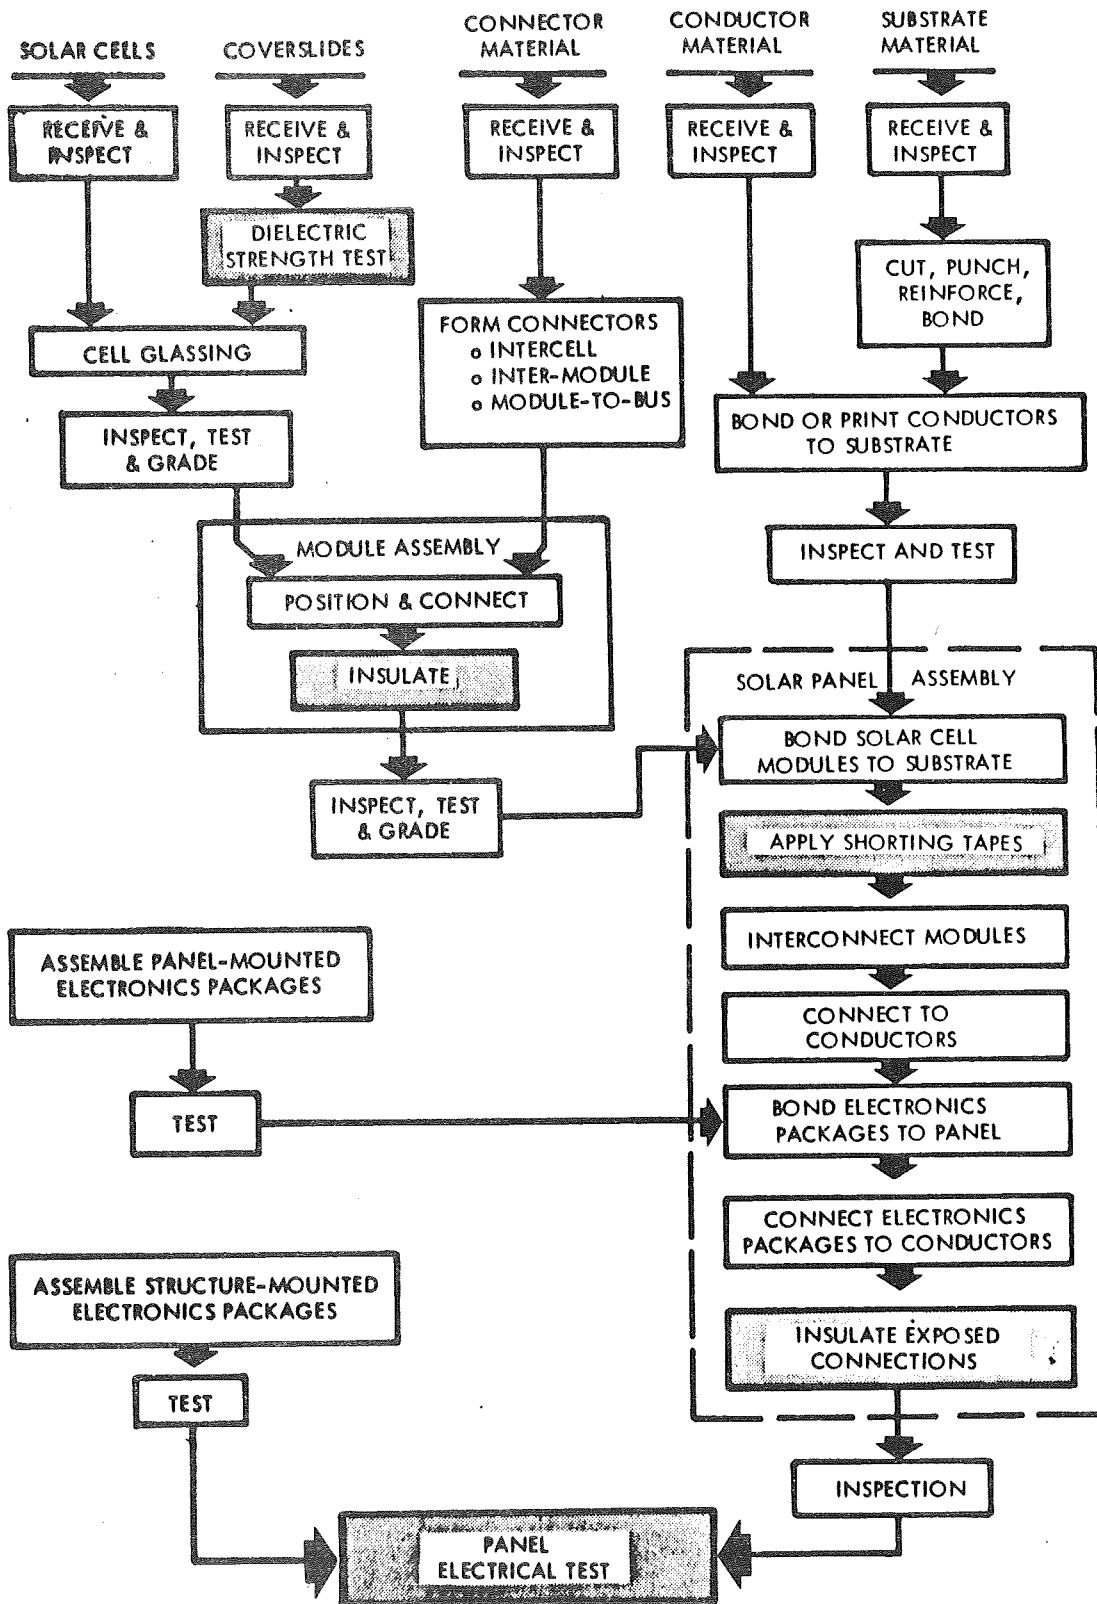 SOLAR CELLS
COVERSLIDES
CONNECTOR
MATERIAL
CONDUCTOR
MATERIAL
SUBSTRATE
MATERIAL
RECEIVE &
INSPECT
RECEIVE &
INSPECT
RECEIVE &
INSPECT
RECEIVE &
INSPECT
RECEIVE &
INSPECT
DIELECTRIC
STRENGTH TEST
CUT, PUNCH,
REINFORCE,
BOND
CELL GLASSING
FORM CONNECTORS
o INTERCELL
o INTER-MODULE
o MODULE-TO-BUS
INSPECT, TEST
& GRADE
BOND OR PRINT CONDUCTORS
TO SUBSTRATE
MODULE ASSEMBLY
POSITION & CONNECT
INSULATE
INSPECT AND TEST
INSPECT, TEST
& GRADE
SOLAR PANEL ASSEMBLY
BOND SOLAR CELL
MODULES TO SUBSTRATE
APPLY SHORTING TAPES
INTERCONNECT MODULES
CONNECT TO
CONDUCTORS
ASSEMBLE PANEL-MOUNTED
ELECTRONICS PACKAGES
TEST
BOND ELECTRONICS
PACKAGES TO PANEL
CONNECT ELECTRONICS
PACKAGES TO CONDUCTORS
ASSEMBLE STRUCTURE-MOUNTED
ELECTRONICS PACKAGES
TEST
INSULATE EXPOSED
CONNECTIONS
INSPECTION
PANEL
ELECTRICAL TEST